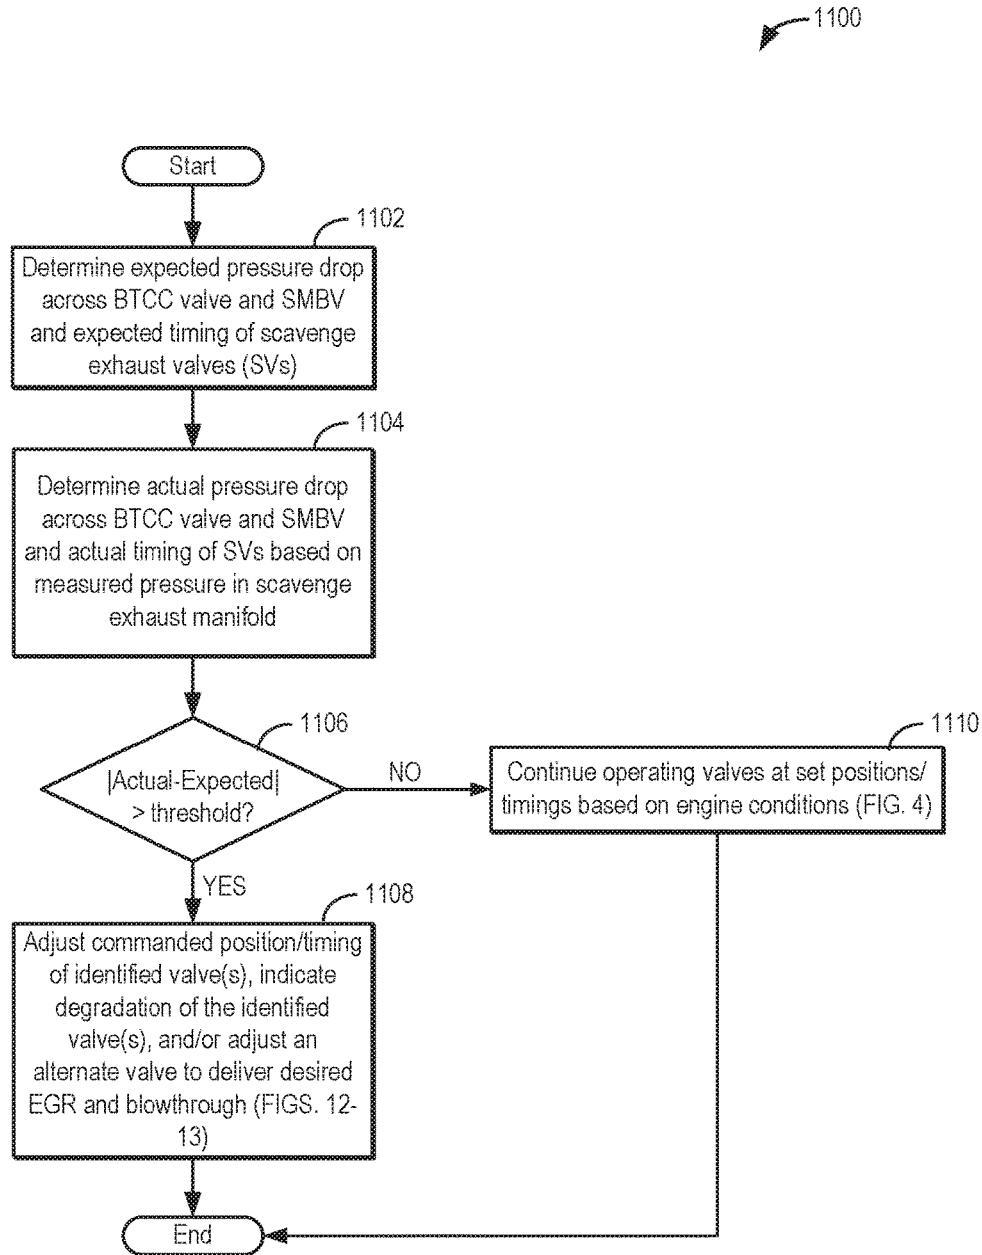 1100
Start
1102
Determine expected pressure drop
across BTCC valve and SMBV
and expected timing of scavenge
exhaust valves (SVs)
1104
Determine actual pressure drop
across BTCC valve and SMBV
and actual timing of SVs based on
measured pressure in scavenge
exhaust manifold
1106
|Actual-Expected|
> threshold?
NO
1110
Continue operating valves at set positions/
timings based on engine conditions (FIG. 4)
YES
1108
Adjust commanded position/timing
of identified valve(s), indicate
degradation of the identified
valve(s), and/or adjust an
alternate valve to deliver desired
EGR and blowthrough (FIGS. 12-
13)
End